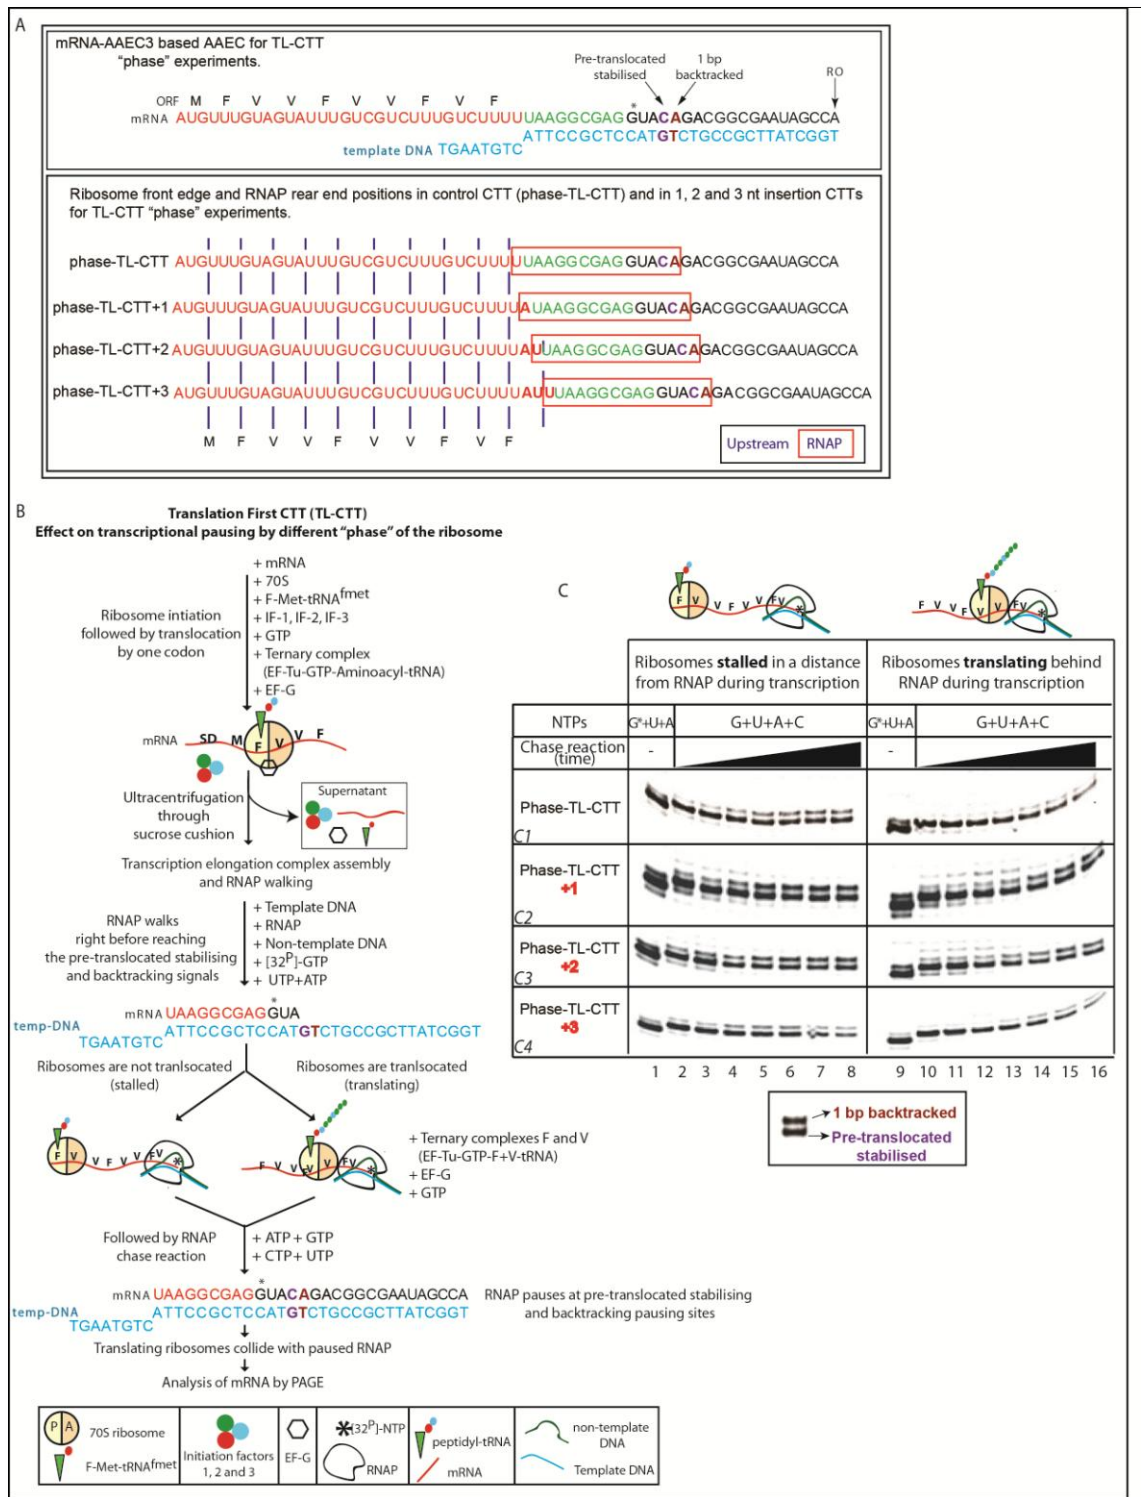 A
mRNA-AAEC3 based AAEC for TL-CTT
"phase" experiments.
Pre-translocated
stabilised
1 bp
backtracked
RO
ORF M F V V F V V F V F
*
mRNA AUGUUUGUAGUAUUUGUCGUCUUUGUCUUUUUAAGGCGAGGUACAGACGGCGAAUAGCCA
ATTCCGCTCCATGTCTGCCGCTTATCGGT
template DNA TGAATGTC
Ribosome front edge and RNAP rear end positions in control CTT (phase-TL-CTT) and in 1, 2 and 3 nt insertion CTTs
for TL-CTT "phase" experiments.
phase-TL-CTT AUGUUUGUAGUAUUUGUCGUCUUUGUCUUUUUAAGGCGAGGUACAGACGGCGAAUAGCCA
phase-TL-CTT+1 AUGUUUGUAGUAUUUGUCGUCUUUGUCUUUUAUAAGGCGAGGUACAGACGGCGAAUAGCCA
phase-TL-CTT+2 AUGUUUGUAGUAUUUGUCGUCUUUGUCUUUUAUUAAGGCGAGGUACAGACGGCGAAUAGCCA
phase-TL-CTT+3 AUGUUUGUAGUAUUUGUCGUCUUUGUCUUUUAUUUAAGGCGAGGUACAGACGGCGAAUAGCCA
M F V V F V V F V F
Upstream RNAP
B
Translation First CTT (TL-CTT)
Effect on transcriptional pausing by different "phase" of the ribosome
Ribosome intiation
followed by translocation
by one codon
+ mRNA
+ 70S
+ F-Met-tRNAfmet
+ IF-1, IF-2, IF-3
+ GTP
+ Ternary complex
(EF-Tu-GTP-Aminoacyl-tRNA)
+ EF-G
mRNA SD M F V V F
Ultracentrifugation
through
sucrose cushion
Supernatant
Transcription elongation complex assembly
and RNAP walking
RNAP walks
right before reaching
the pre-translocated stabilising
and backtracking signals
+ Template DNA
+ RNAP
+ Non-template DNA
+ [32P]-GTP
+ UTP+ATP
*
mRNA UAAGGCGAGGUA
temp-DNA ATTCCGCTCCATGTCTGCCGCTTATCGGT
TGAATGTC
Ribosomes are not translocated
(stalled)
Ribosomes are tranlsocated
(translating)
F V V F V V F V *
F V V F V V F V *
+ Ternary complexes F and V
(EF-Tu-GTP-F+V-tRNA)
+ EF-G
+ GTP
Followed by RNAP
chase reaction
+ ATP + GTP
+ CTP + UTP
*
mRNA UAAGGCGAGGUACAGACGGCGAAUAGCCA
temp-DNA ATTCCGCTCCATGTCTGCCGCTTATCGGT
TGAATGTC
RNAP pauses at pre-translocated stabilising
and backtracking pausing sites
Translating ribosomes collide with paused RNAP
Analysis of mRNA by PAGE
P A 70S ribosome
F-Met-tRNAfmet
Initiation factors
1, 2 and 3
EF-G
*(32P]-NTP
RNAP
peptidyl-tRNA
mRNA
non-template
DNA
Template DNA
C
F V V F V V F V *
F V V F V V F V *
Ribosomes stalled in a distance
from RNAP during transcription
Ribosomes translating behind
RNAP during transcription
NTPs G*+U+A G+U+A+C G*+U+A G+U+A+C
Chase reaction
(time)
- -
Phase-TL-CTT
C1
Phase-TL-CTT
+1
C2
Phase-TL-CTT
+2
C3
Phase-TL-CTT
+3
C4
1 2 3 4 5 6 7 8 9 10 11 12 13 14 15 16
1 bp backtracked
Pre-translocated
stabilised